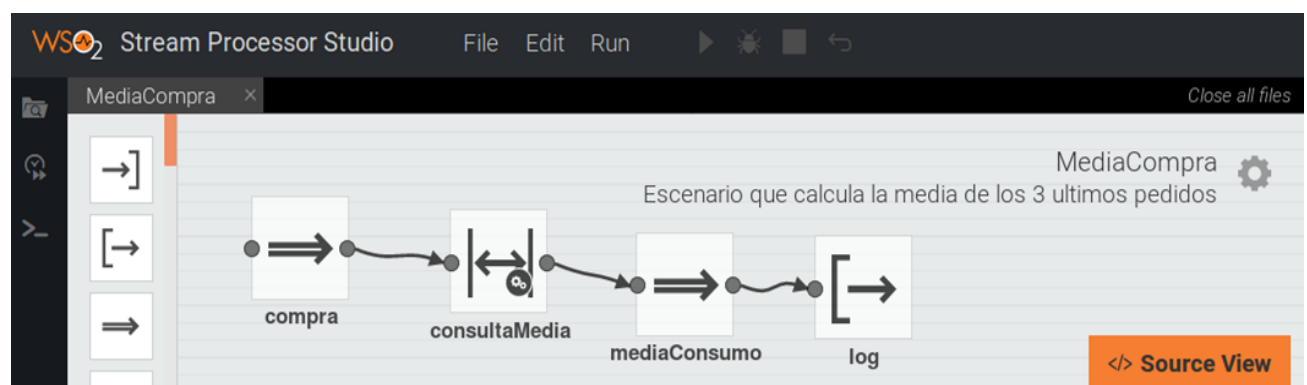 WSO2 Stream Processor Studio File Edit Run
MediaCompra × Close all files
MediaCompra
Escenario que calcula la media de los 3 ultimos pedidos
compra
consultaMedia
mediaConsumo
log
</> Source View